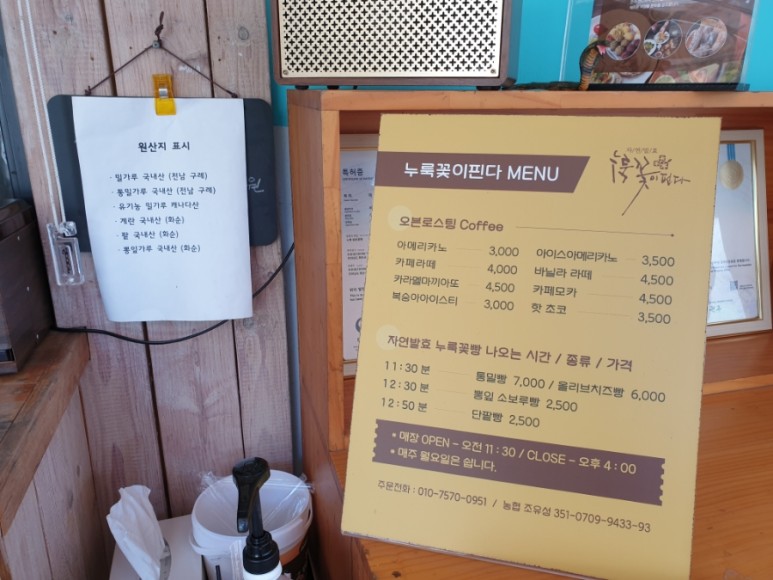 원산지 표시
· 밀가루 국내산 (전남 구례)
· 통밀가루 국내산 (전남 구례)
· 유기농 밀가루 캐나다산
· 계란 국내산 (화순)
· 팥 국내산 (화순)
· 뽕잎가루 국내산 (화순)
누룩꽃이핀다 MENU
자연발효
누룩꽃이핀다
오븐로스팅 Coffee
아메리카노 3,000
카페라떼 4,000
카라멜마끼아또 4,500
복숭아아이스티 3,000
아이스아메리카노 3,500
바닐라 라떼 4,500
카페모카 4,500
핫 초코 3,500
자연발효 누룩꽃빵 나오는 시간 / 종류 / 가격
11:30 분 통밀빵 7,000 / 올리브치즈빵 6,000
12:30 분 통밀 소보루빵 2,500
12:50 분 단팥빵 2,500
* 매장 OPEN - 오전 11:30 / CLOSE - 오후 4:00
* 매주 월요일은 쉽니다.
주문전화 : 010-7570-0951 / 농협 조유성 351-0709-9433-93
특허증